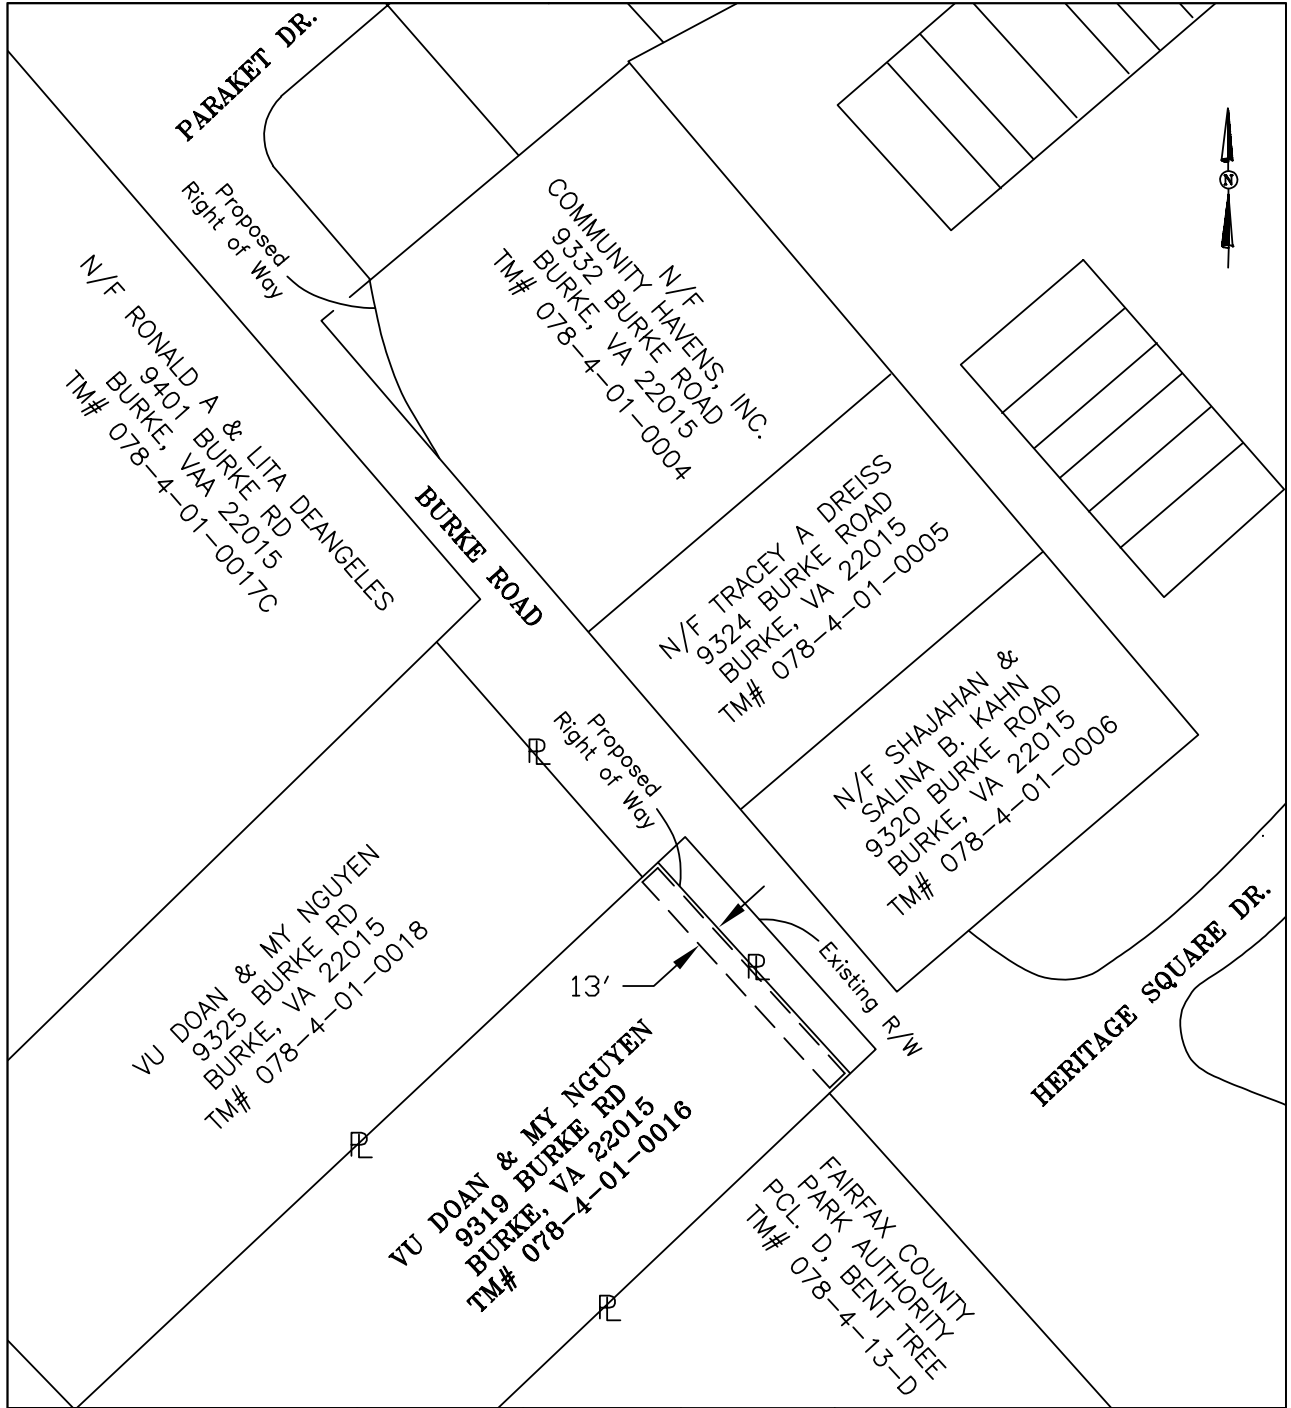 PARAKET DR.
Proposed
Right of Way
N
N/F
COMMUNITY HAVENS, INC.
9332 BURKE ROAD
BURKE, VA 22015
TM# 078-4-01-0004
N/F RONALD A & LITA DEANGELES
9401 BURKE RD
BURKE, VAA 22015
TM# 078-4-01-0017C
BURKE ROAD
N/F TRACEY A DREISS
9324 BURKE ROAD
BURKE, VA 22015
TM# 078-4-01-0005
N/F SHAJAHAN &
SALINA B. KAHN
9320 BURKE ROAD
BURKE, VA 22015
TM# 078-4-01-0006
PL
Proposed
Right of Way
VU DOAN & MY NGUYEN
9325 BURKE RD
BURKE, VA 22015
TM# 078-4-01-0018
13'
PL
Existing R/W
HERITAGE SQUARE DR.
PL
VU DOAN & MY NGUYEN
9319 BURKE RD
BURKE, VA 22015
TM# 078-4-01-0016
PL
FAIRFAX COUNTY
PARK AUTHORITY
PCL. D, BENT TREE
TM# 078-4-13-D